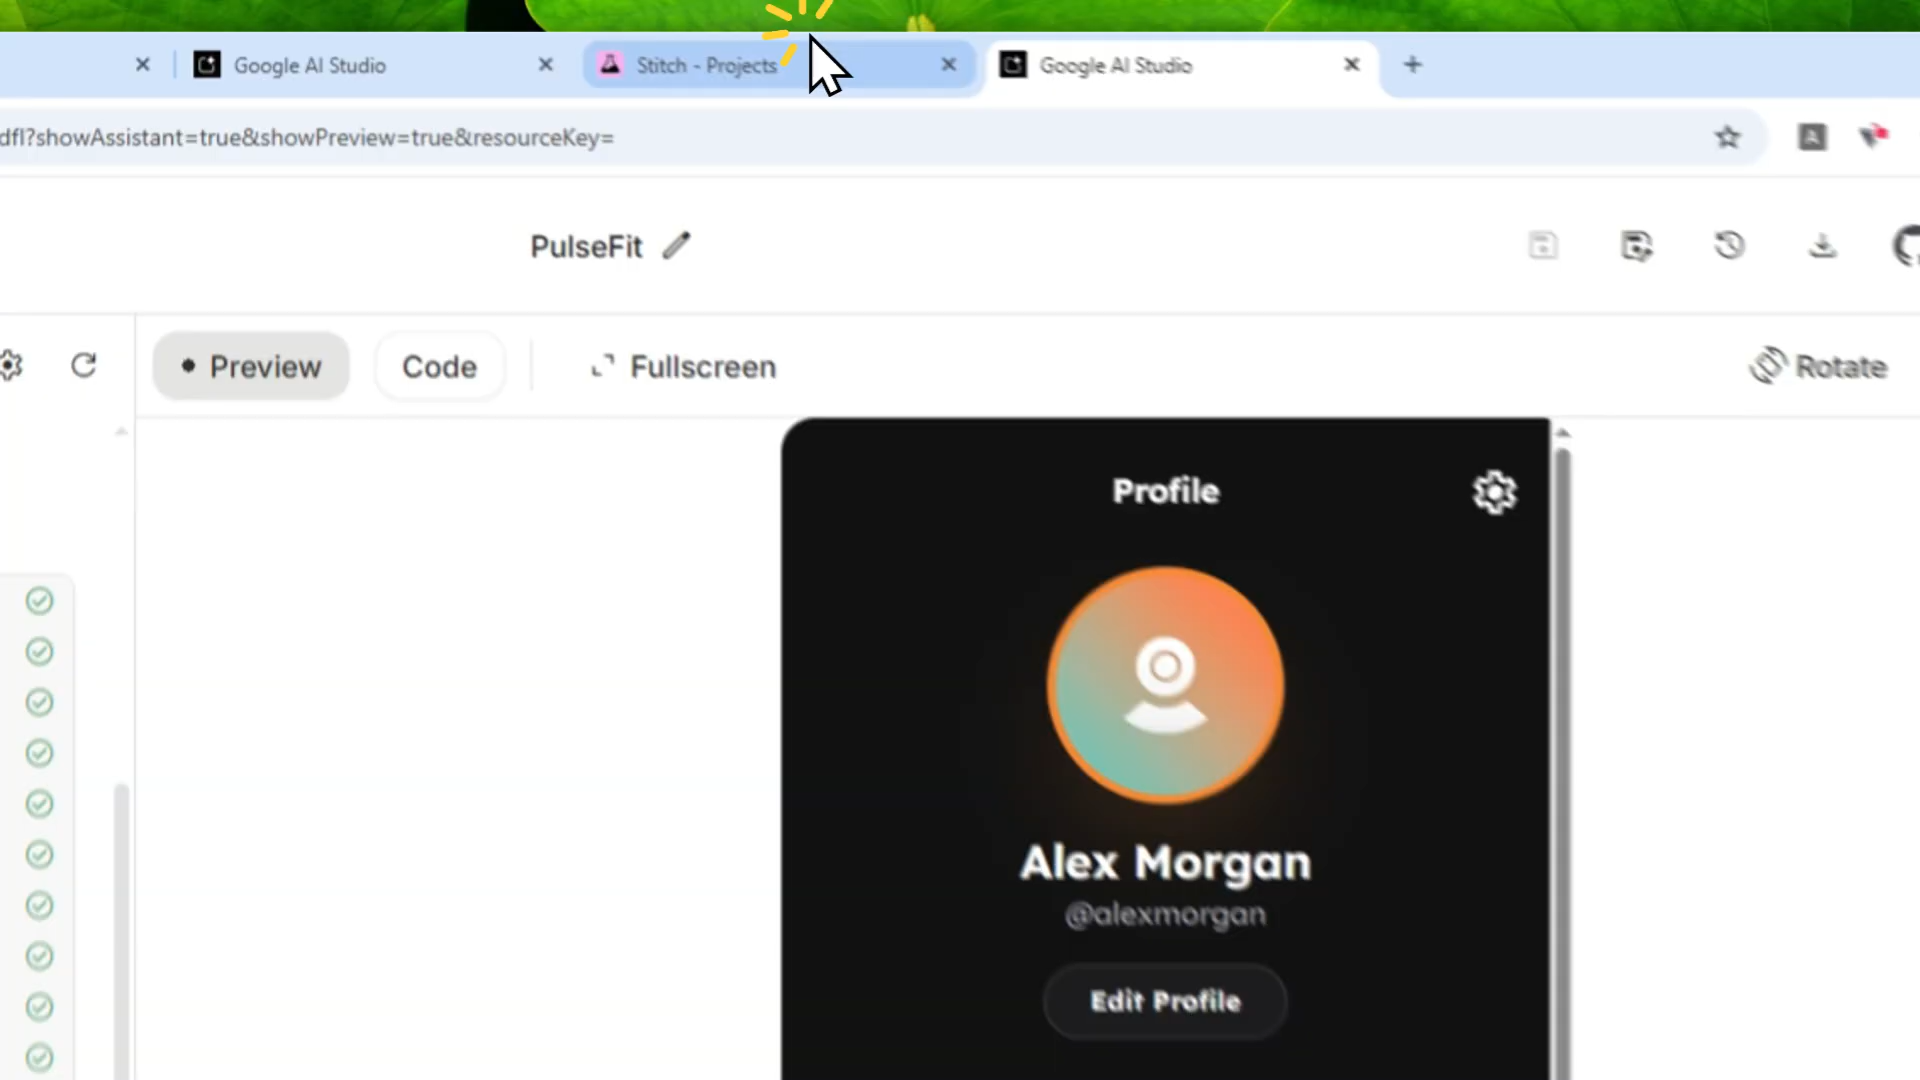 Google AI Studio
Stitch - Projects
Google AI Studio
dfl?showAssistant=true&showPreview=true&resourceKey=
PulseFit
Preview
Code
Fullscreen
Rotate
Profile
Alex Morgan
@alexmorgan
Edit Profile